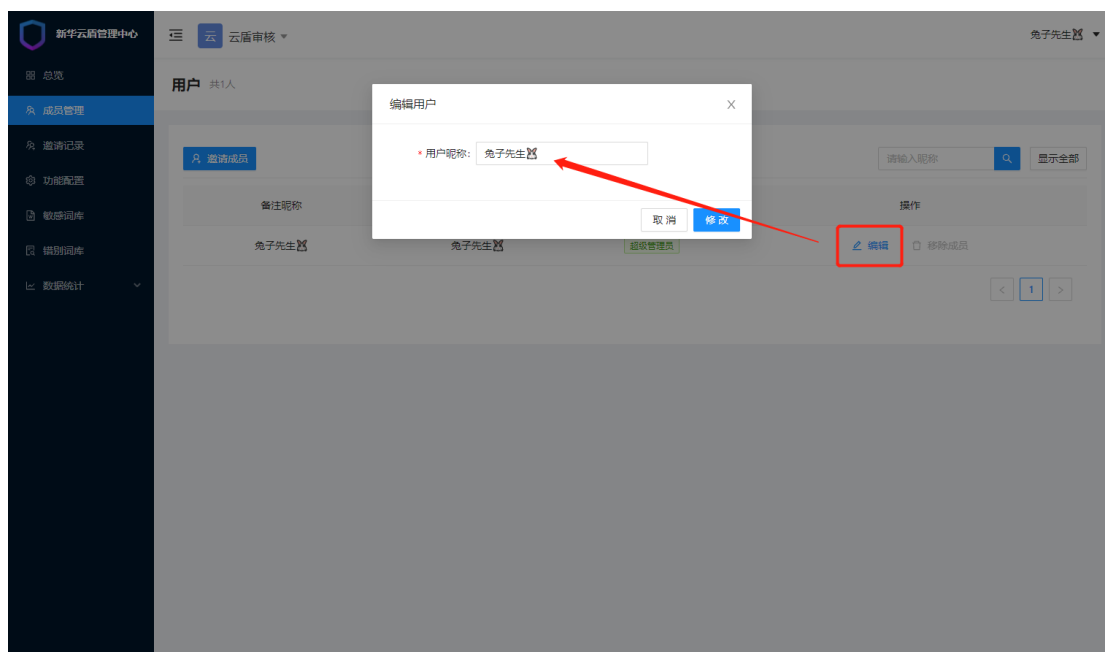 新华云盾管理中心
云 云盾审核
兔子先生
总览
成员管理
邀请记录
功能配置
敏感词库
错别词库
数据统计
用户 共1人
编辑用户
* 用户昵称: 兔子先生
取 消 修 改
邀请成员
请输入昵称 显示全部
备注昵称 操作
兔子先生 兔子先生 超级管理员 编辑 移除成员
< 1 >